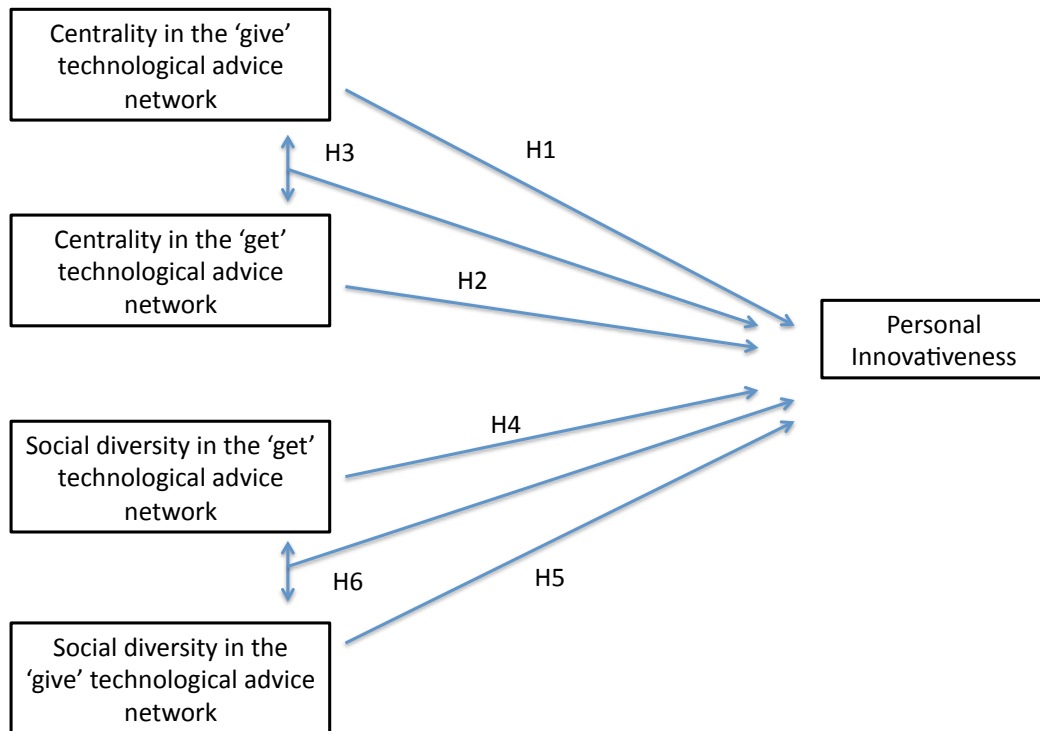 Centrality in the ‘give’
technological advice
network
H3
H1
Centrality in the ‘get’
technological advice
network
H2
Personal
Innovativeness
Social diversity in the ‘get’
technological advice
network
H4
H6
H5
Social diversity in the
‘give’ technological advice
network